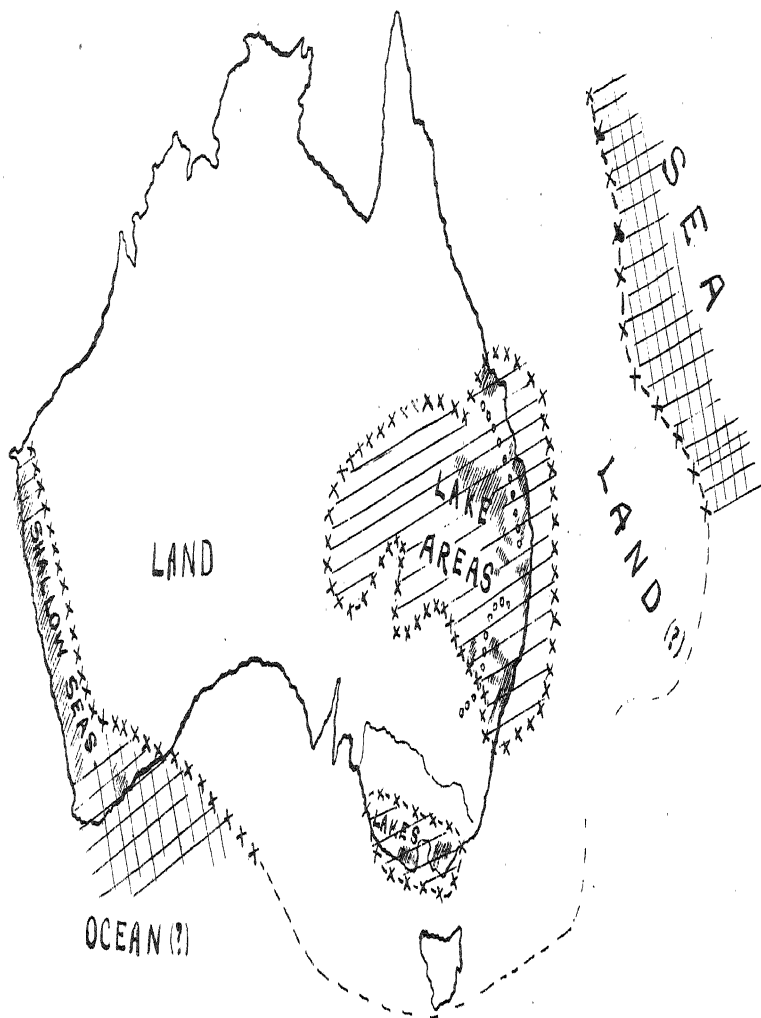 SEA
LAND (?)
LAKE
AREAS
LAND
SHALLOW
SEAS
LAKES
OCEAN (?)